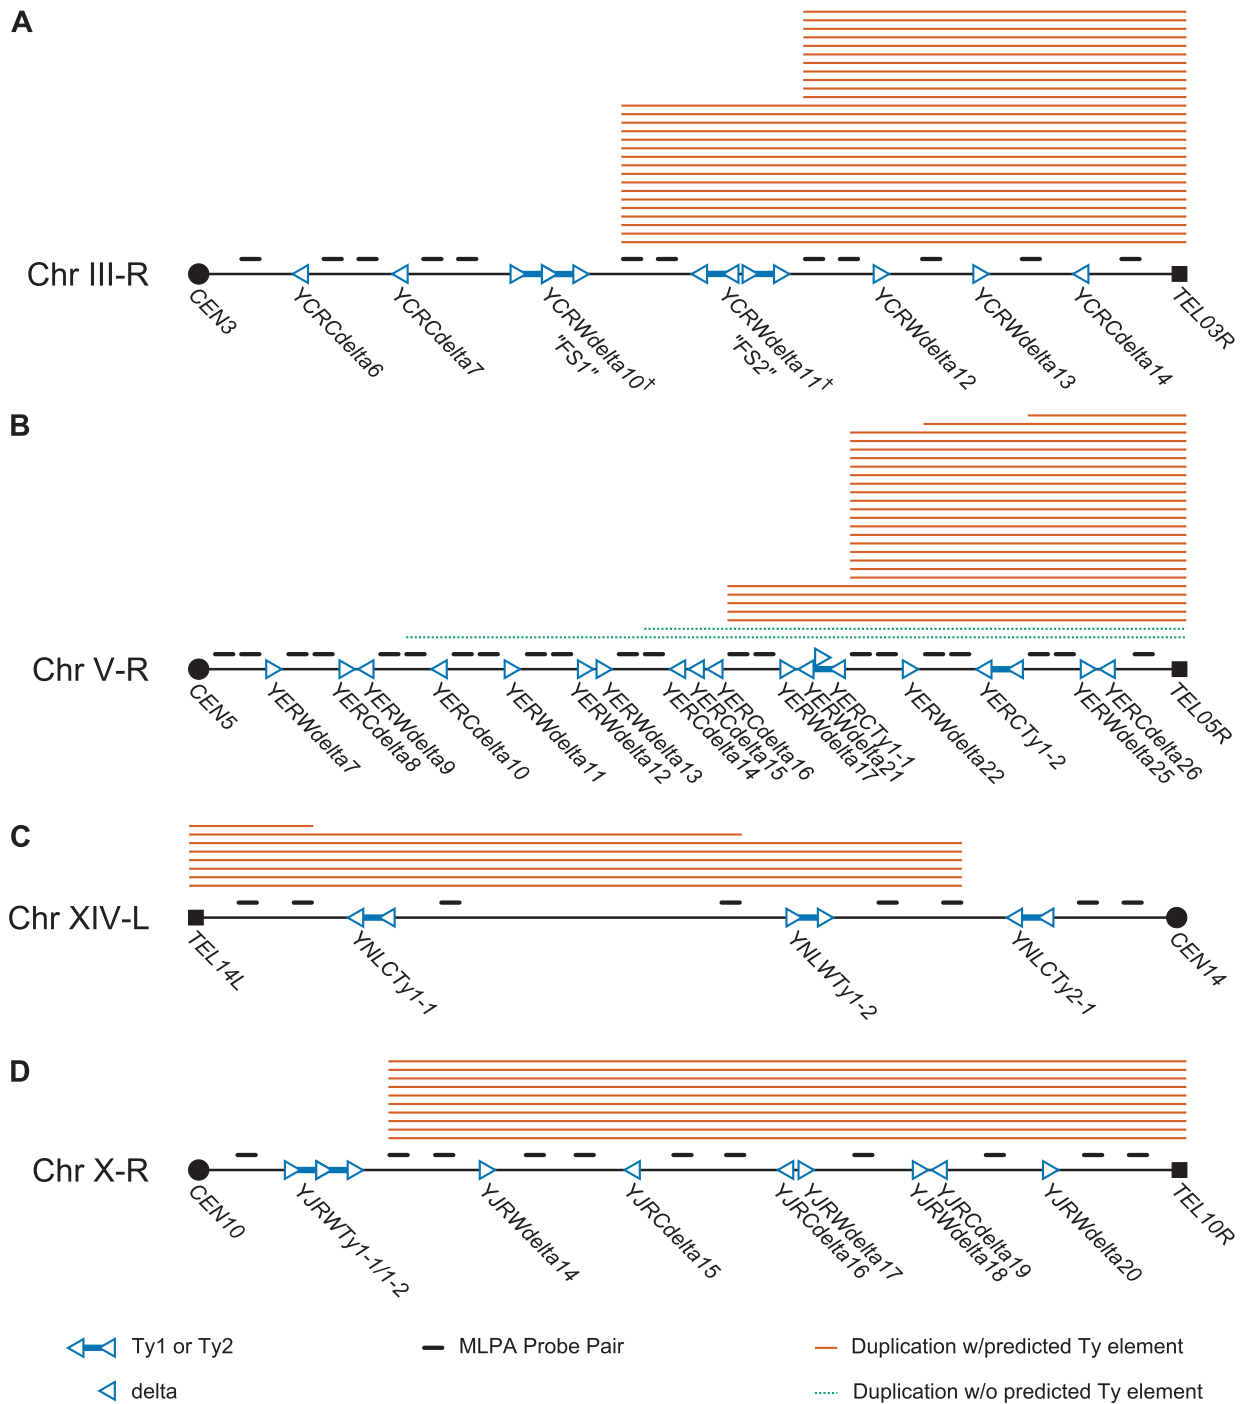 A
Chr III-R
CEN3
YCRCdelta6
YCRCdelta7
YCRWdelta10†
"FS1"
YCRWdelta11†
"FS2"
YCRWdelta12
YCRWdelta13
YCRCdelta14
TEL03R
B
Chr V-R
CEN5
YERWdelta7
YERCdelta8
YERWdelta9
YERCdelta10
YERWdelta11
YERWdelta12
YERWdelta13
YERCdelta14
YERCdelta15
YERCdelta16
YERWdelta17
YERWdelta21
YERCTy1-1
YERWdelta22
YERCTy1-2
YERWdelta25
YERCdelta26
TEL05R
C
Chr XIV-L
TEL14L
YNLCTy1-1
YNLWTy1-2
YNLCTy2-1
CEN14
D
Chr X-R
CEN10
YJRWTy1-1/1-2
YJRWdelta14
YJRCdelta15
YJRCdelta16
YJRWdelta17
YJRWdelta18
YJRCdelta19
YJRWdelta20
TEL10R
Ty1 or Ty2
MLPA Probe Pair
Duplication w/predicted Ty element
delta
Duplication w/o predicted Ty element